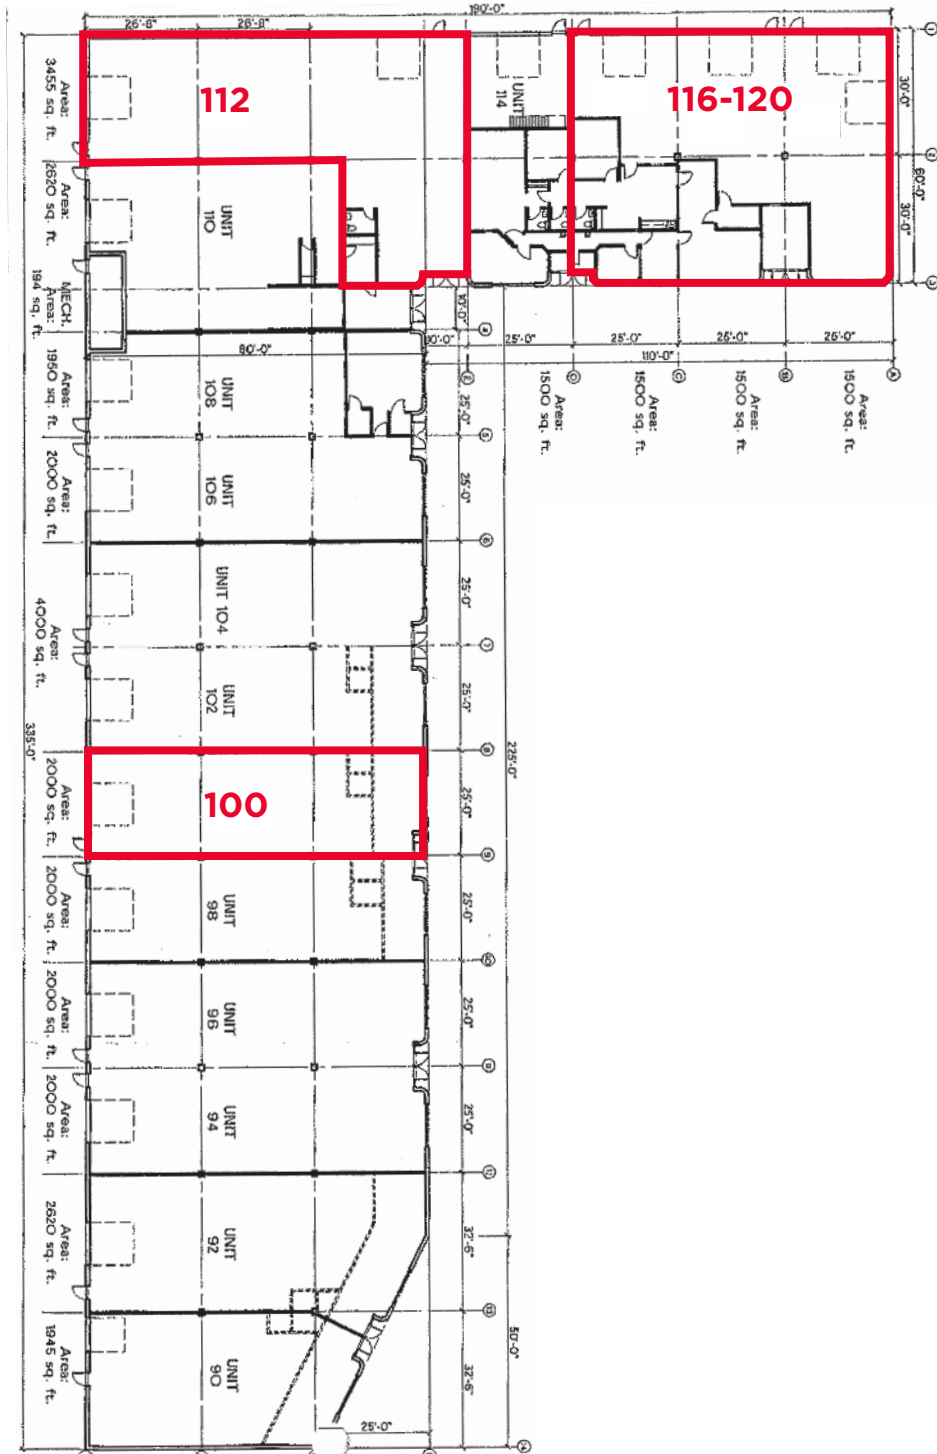 190'-0"
26'-8"
26'-8"
112
UNIT
114
116-120
30'-0"
60'-0"
30'-0"
Area:
3455 sq. ft.
Area:
2620 sq. ft.
UNIT
110
MECH.
Area:
194 sq. ft.
10'-0"
80'-0"
25'-0"
25'-0"
25'-0"
110'-0"
Area:
1500 sq. ft.
Area:
1500 sq. ft.
Area:
1500 sq. ft.
Area:
1500 sq. ft.
Area:
1950 sq. ft.
UNIT
108
25'-0"
Area:
2000 sq. ft.
UNIT
106
25'-0"
UNIT 104
25'-0"
Area:
4000 sq. ft.
UNIT
102
25'-0"
335'-0"
225'-0"
Area:
2000 sq. ft.
100
25'-0"
Area:
2000 sq. ft.
UNIT
98
25'-0"
Area:
2000 sq. ft.
UNIT
96
25'-0"
Area:
2000 sq. ft.
UNIT
94
25'-0"
Area:
2620 sq. ft.
UNIT
92
32'-6"
Area:
1945 sq. ft.
UNIT
90
32'-6"
50'-0"
25'-0"